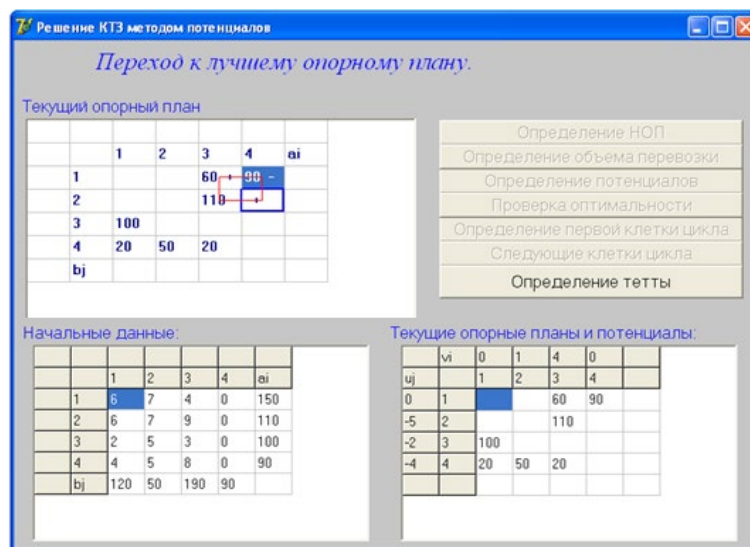 Решение КТЗ методом потенциалов
Переход к лучшему опорному плану.
Текущий опорный план
1 2 3 4 ai
1 60 + 90 -
2 110 - +
3 100
4 20 50 20
bj
Определение НОП
Определение объема перевозки
Определение потенциалов
Проверка оптимальности
Определение первой клетки цикла
Следующие клетки цикла
Определение тетты
Начальные данные:
1 2 3 4 ai
1 6 7 4 0 150
2 6 7 9 0 110
3 2 5 3 0 100
4 4 5 8 0 90
bj 120 50 190 90
Текущие опорные планы и потенциалы:
vi 0 1 4 0
uj 1 2 3 4
0 1 60 90
-5 2 110
-2 3 100
-4 4 20 50 20